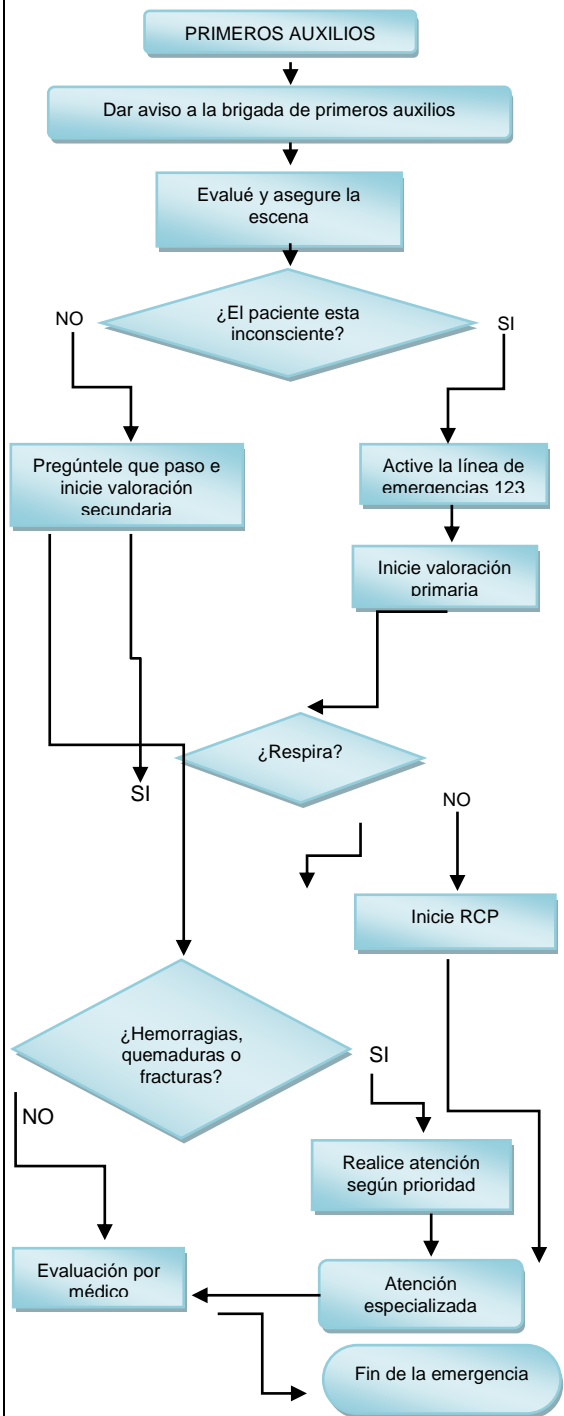 PRIMEROS AUXILIOS
Dar aviso a la brigada de primeros auxilios
Evalué y asegure la
escena
¿El paciente esta
inconsciente?
NO
SI
Pregúntele que paso e
inicie valoración
secundaria
Active la línea de
emergencias 123
Inicie valoración
primaria
¿Respira?
SI
NO
Inicie RCP
¿Hemorragias,
quemaduras o
fracturas?
SI
NO
Realice atención
según prioridad
Evaluación por
médico
Atención
especializada
Fin de la emergencia